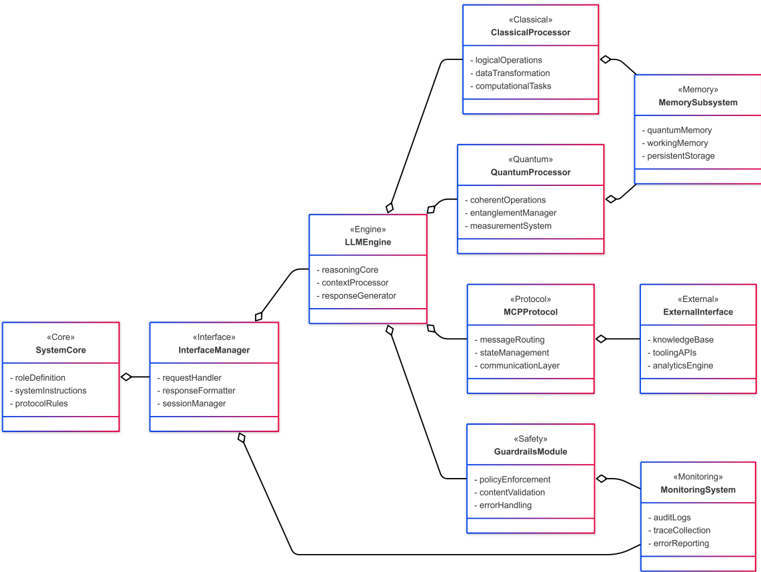 «Classical»
ClassicalProcessor
- logicalOperations
- dataTransformation
- computationalTasks
«Memory»
MemorySubsystem
- quantumMemory
- workingMemory
- persistentStorage
«Quantum»
QuantumProcessor
- coherentOperations
- entanglementManager
- measurementSystem
«Engine»
LLMEngine
- reasoningCore
- contextProcessor
- responseGenerator
«Protocol»
MCPProtocol
- messageRouting
- stateManagement
- communicationLayer
«External»
ExternalInterface
- knowledgeBase
- toolingAPIs
- analyticsEngine
«Core»
SystemCore
- roleDefinition
- systemInstructions
- protocolRules
«Interface»
InterfaceManager
- requestHandler
- responseFormatter
- sessionManager
«Safety»
GuardrailsModule
- policyEnforcement
- contentValidation
- errorHandling
«Monitoring»
MonitoringSystem
- auditLogs
- traceCollection
- errorReporting